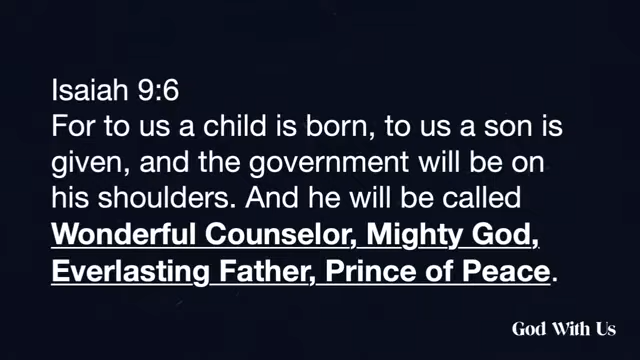 Isaiah 9:6
For to us a child is born, to us a son is
given, and the government will be on
his shoulders. And he will be called
Wonderful Counselor, Mighty God,
Everlasting Father, Prince of Peace.
God With Us